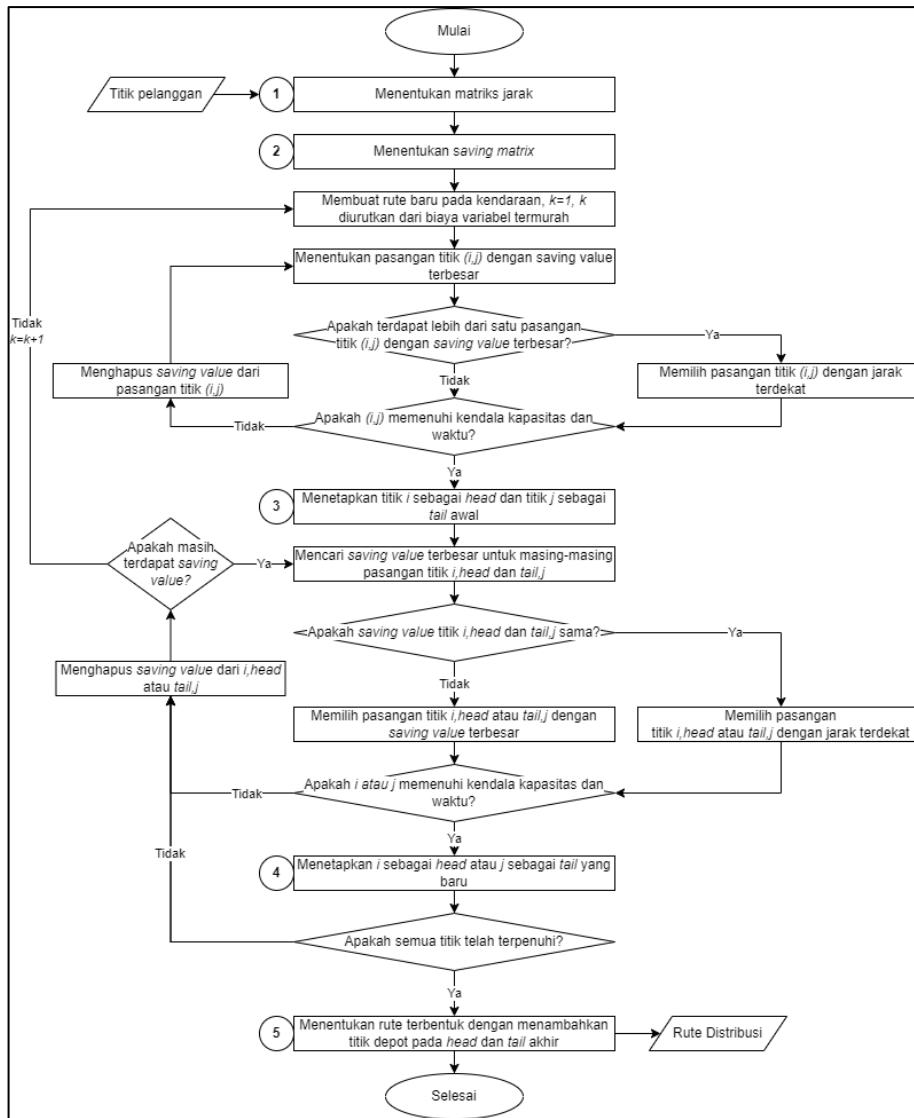 Mulai
Titik pelanggan
1
Menentukan matriks jarak
2
Menentukan saving matrix
Membuat rute baru pada kendaraan, k=1, k
diurutkan dari biaya variabel termurah
Menentukan pasangan titik (i,j) dengan saving value
terbesar
Tidak
k=k+1
Apakah terdapat lebih dari satu pasangan
titik (i,j) dengan saving value terbesar?
Ya
Menghapus saving value dari
pasangan titik (i,j)
Tidak
Memilih pasangan titik (i,j) dengan jarak
terdekat
Tidak
Apakah (i,j) memenuhi kendala kapasitas dan
waktu?
Ya
3
Menetapkan titik i sebagai head dan titik j sebagai
tail awal
Apakah masih
terdapat saving
value?
Ya
Mencari saving value terbesar untuk masing-masing
pasangan titik i,head dan tail,j
Apakah saving value titik i,head dan tail,j sama?
Ya
Menghapus saving value dari i,head
atau tail,j
Tidak
Memilih pasangan titik i,head atau tail,j dengan
saving value terbesar
Memilih pasangan
titik i,head atau tail,j dengan jarak terdekat
Tidak
Apakah i atau j memenuhi kendala kapasitas dan
waktu?
Ya
Tidak
4
Menetapkan i sebagai head atau j sebagai tail yang
baru
Apakah semua titik telah terpenuhi?
Ya
5
Menentukan rute terbentuk dengan menambahkan
titik depot pada head dan tail akhir
Rute Distribusi
Selesai